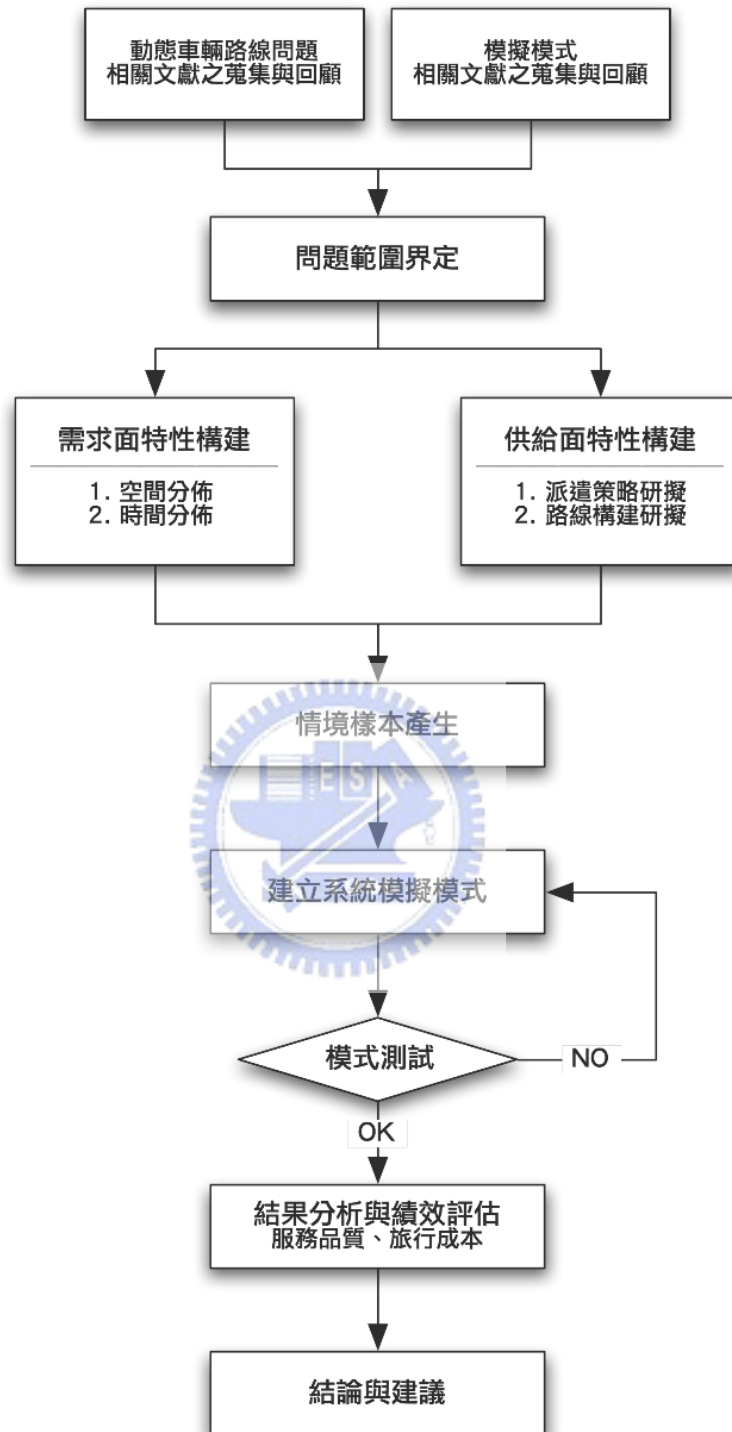 動態車輛路線問題
相關文獻之蒐集與回顧
模擬模式
相關文獻之蒐集與回顧
問題範圍界定
需求面特性構建
1. 空間分佈
2. 時間分佈
供給面特性構建
1. 派遣策略研擬
2. 路線構建研擬
情境樣本產生
ESA
建立系統模擬模式
模式測試
NO
OK
結果分析與績效評估
服務品質、旅行成本
結論與建議